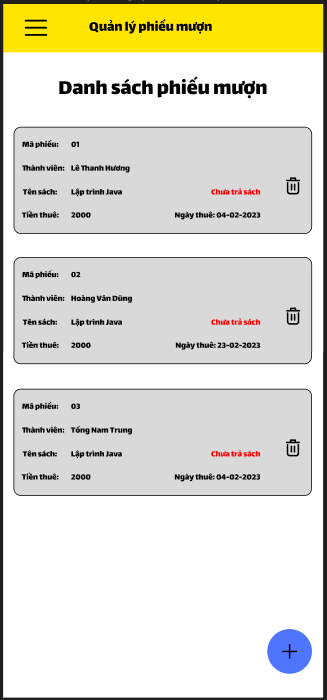 Quản lý phiếu mượn
Danh sách phiếu mượn
Mã phiếu: 01
Thành viên: Lê Thanh Hương
Tên sách: Lập trình Java Chưa trả sách
Tiền thuê: 2000 Ngày thuê: 04-02-2023
Mã phiếu: 02
Thành viên: Hoàng Văn Dũng
Tên sách: Lập trình Java Chưa trả sách
Tiền thuê: 2000 Ngày thuê: 23-02-2023
Mã phiếu: 03
Thành viên: Tống Nam Trung
Tên sách: Lập trình Java Chưa trả sách
Tiền thuê: 2000 Ngày thuê: 04-02-2023